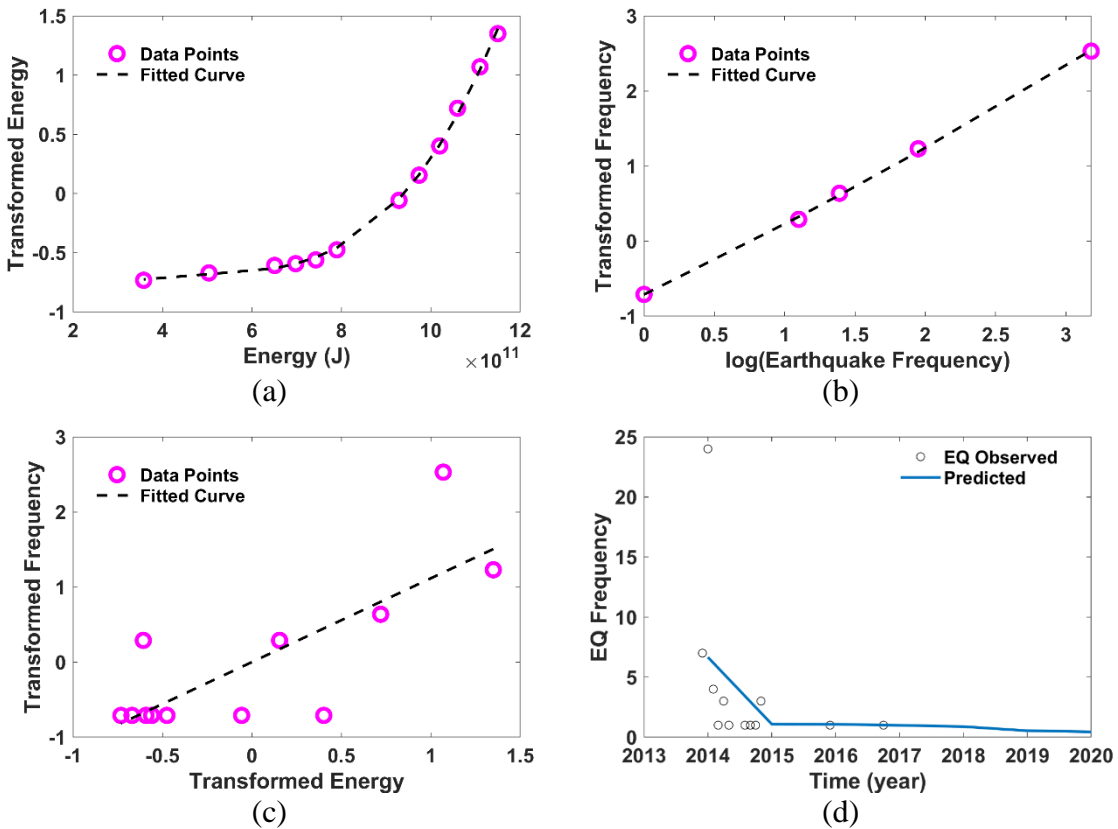 1.5
1
0.5
0
-0.5
-1
Transformed Energy
Data Points
Fitted Curve
2 4 6 8 10 12
Energy (J)
×10^11
(a)
3
2
1
0
-1
Transformed Frequency
Data Points
Fitted Curve
0 0.5 1 1.5 2 2.5 3
log(Earthquake Frequency)
(b)
3
2
1
0
-1
Transformed Frequency
Data Points
Fitted Curve
-1 -0.5 0 0.5 1 1.5
Transformed Energy
(c)
25
20
15
10
5
0
EQ Frequency
EQ Observed
Predicted
2013 2014 2015 2016 2017 2018 2019 2020
Time (year)
(d)